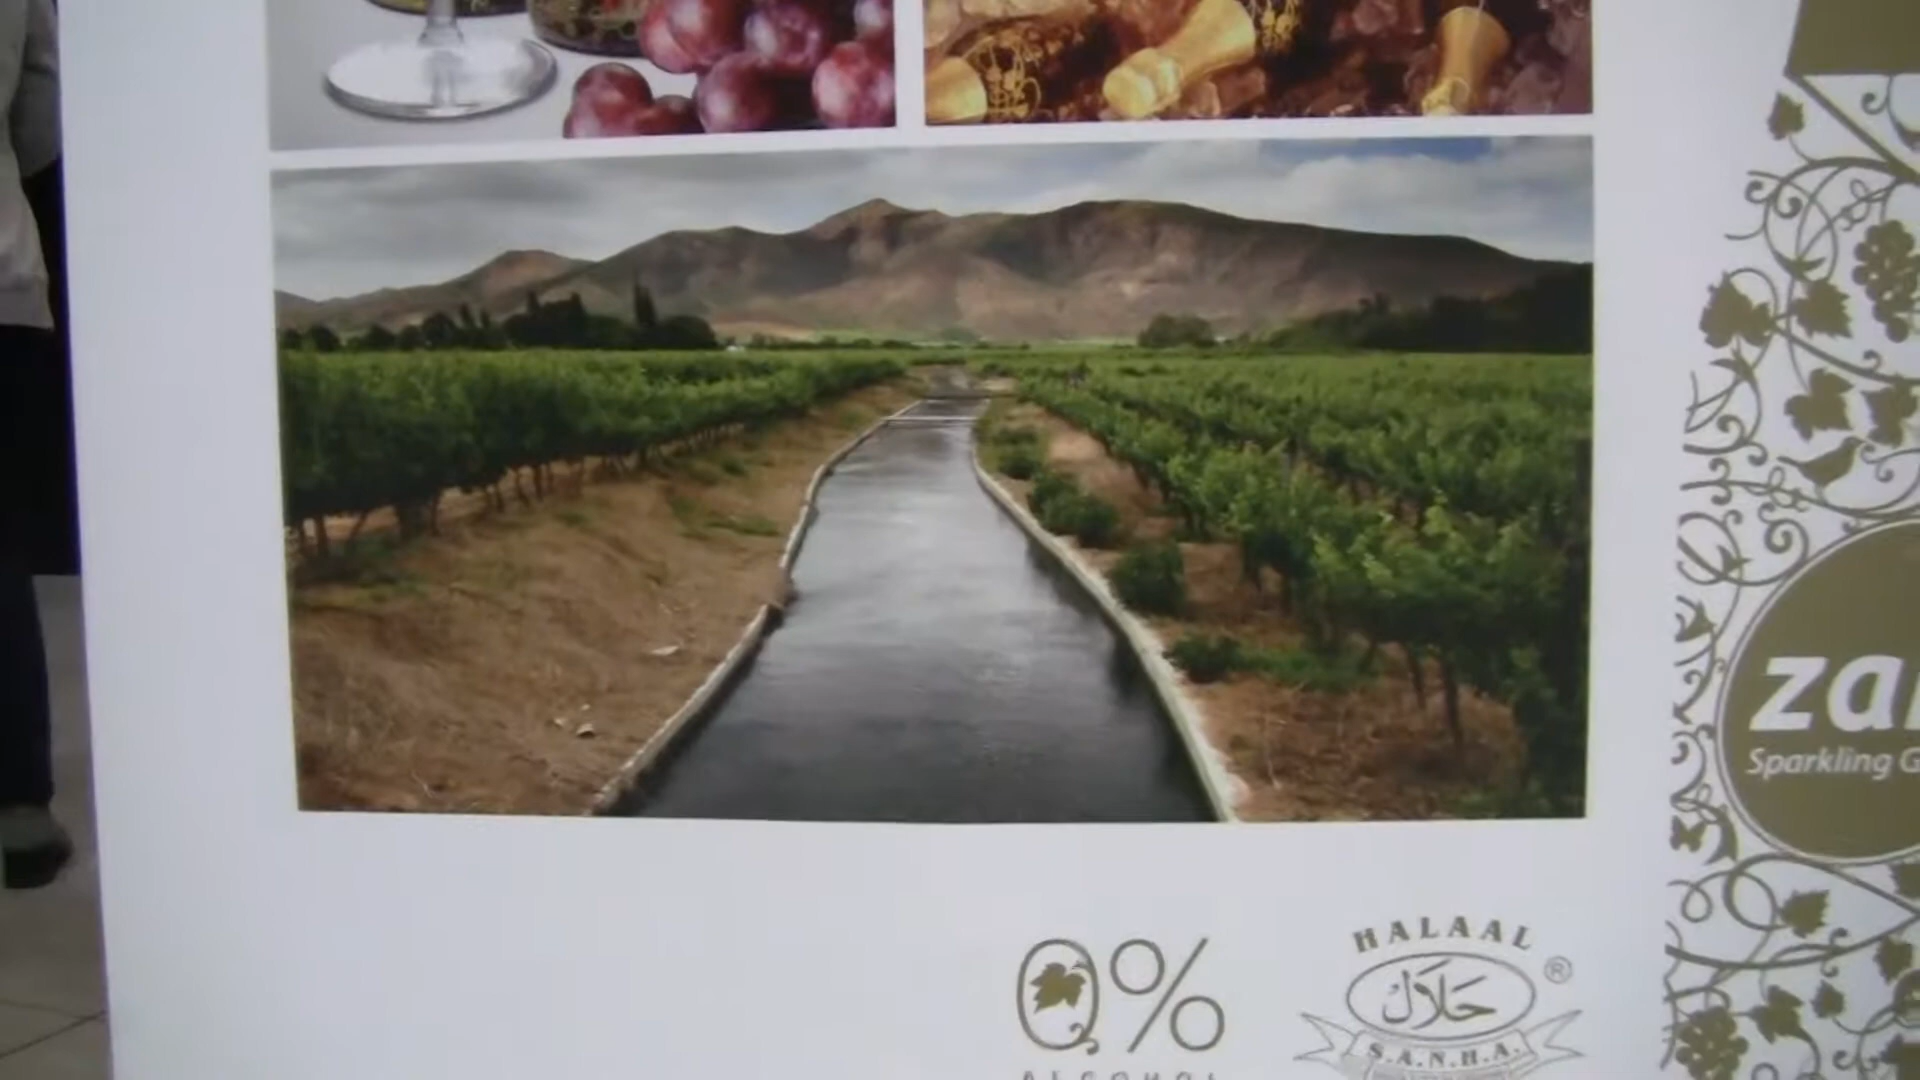 za
Sparkling G
0%
ALCOHOL
HALAAL
®
حلال
S.A.N.H.A.